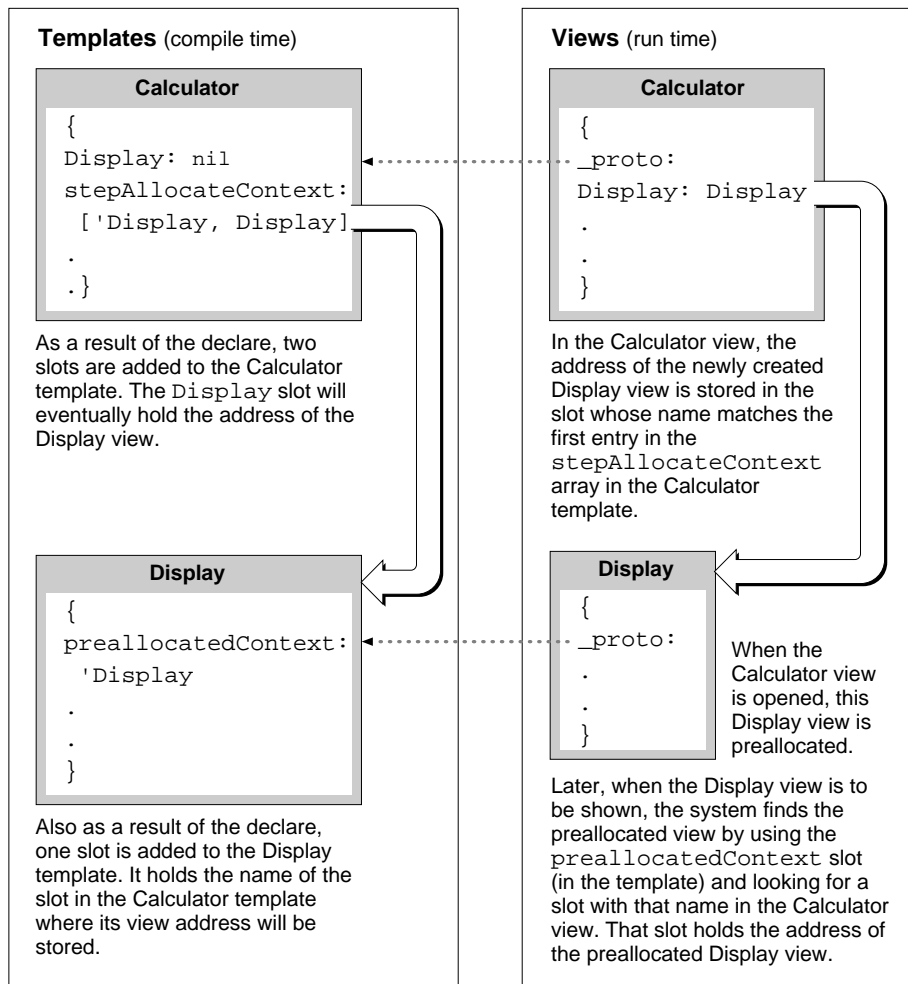 Templates (compile time)
Calculator
{
Display: nil
stepAllocateContext:
['Display, Display]
.
.}
As a result of the declare, two
slots are added to the Calculator
template. The Display slot will
eventually hold the address of the
Display view.
Display
{
preallocatedContext:
'Display
.
.
}
Also as a result of the declare,
one slot is added to the Display
template. It holds the name of the
slot in the Calculator template
where its view address will be
stored.
Views (run time)
Calculator
{
_proto:
Display: Display
.
.
}
In the Calculator view, the
address of the newly created
Display view is stored in the
slot whose name matches the
first entry in the
stepAllocateContext
array in the Calculator
template.
Display
{
_proto:
.
.
}
When the
Calculator view
is opened, this
Display view is
preallocated.
Later, when the Display view is to
be shown, the system finds the
preallocated view by using the
preallocatedContext slot
(in the template) and looking for a
slot with that name in the Calculator
view. That slot holds the address of
the preallocated Display view.